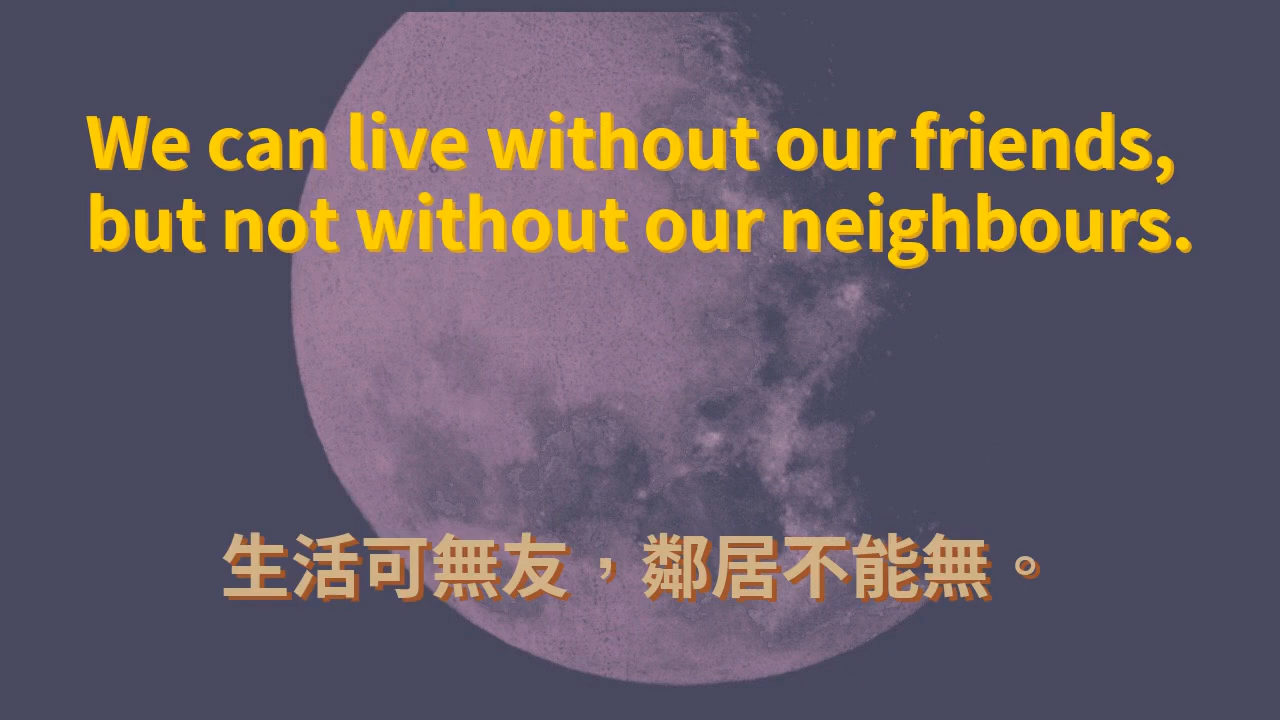 We can live without our friends,
but not without our neighbours.
生活可無友，鄰居不能無。